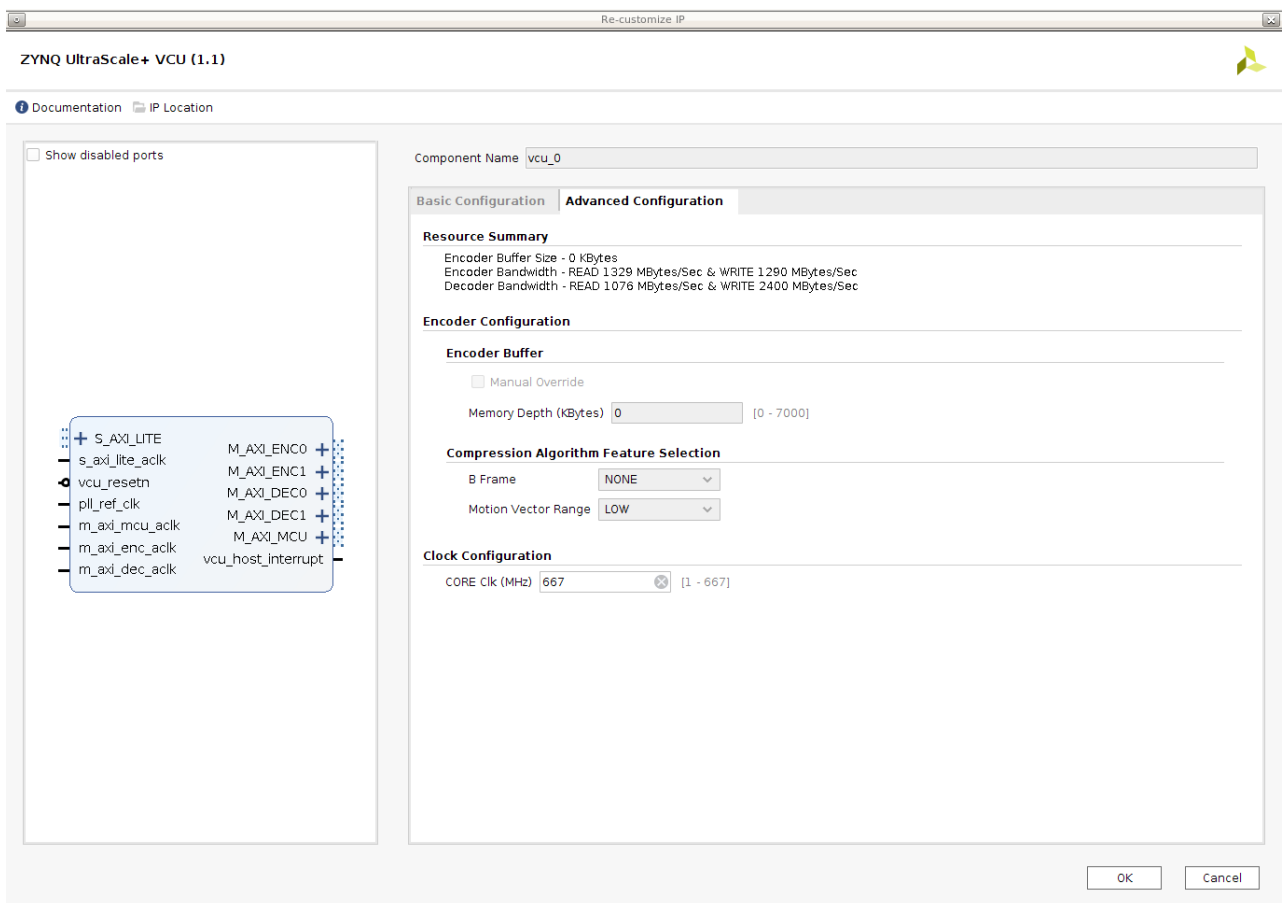 Re-customize IP
ZYNQ UltraScale+ VCU (1.1)
Documentation IP Location
Show disabled ports
S_AXI_LITE
s_axi_lite_aclk
vcu_resetn
pll_ref_clk
m_axi_mcu_aclk
m_axi_enc_aclk
m_axi_dec_aclk
M_AXI_ENC0
M_AXI_ENC1
M_AXI_DEC0
M_AXI_DEC1
M_AXI_MCU
vcu_host_interrupt
Component Name vcu_0
Basic Configuration Advanced Configuration
Resource Summary
Encoder Buffer Size - 0 KBytes
Encoder Bandwidth - READ 1329 MBytes/Sec & WRITE 1290 MBytes/Sec
Decoder Bandwidth - READ 1076 MBytes/Sec & WRITE 2400 MBytes/Sec
Encoder Configuration
Encoder Buffer
Manual Override
Memory Depth (KBytes) 0 [0 - 7000]
Compression Algorithm Feature Selection
B Frame NONE
Motion Vector Range LOW
Clock Configuration
CORE Clk (MHz) 667 [1 - 667]
OK Cancel